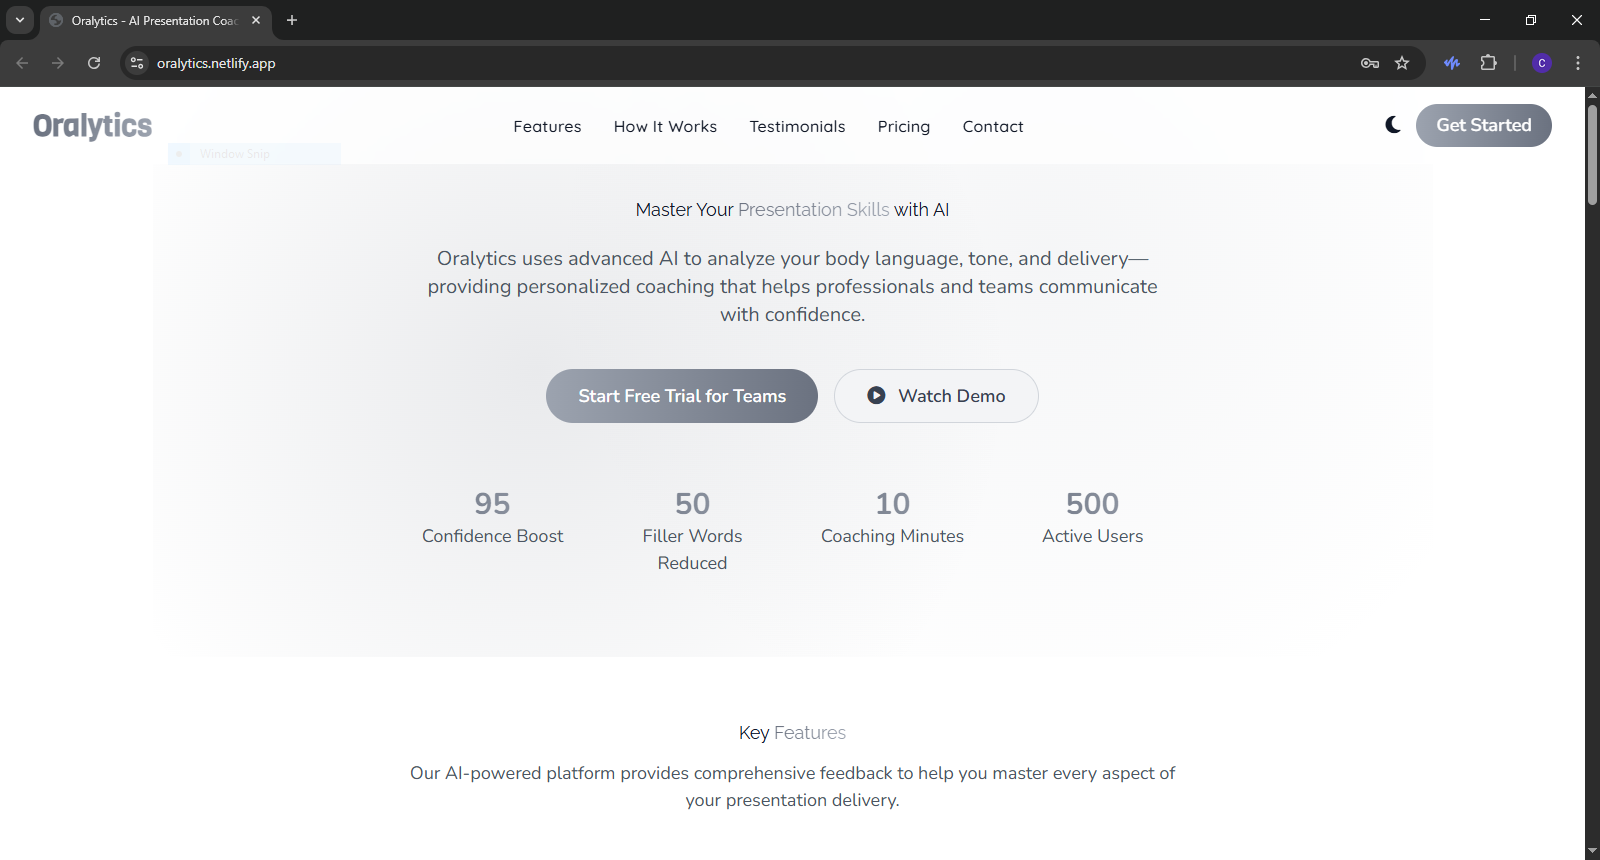 Oralytics - AI Presentation Coac
oralytics.netlify.app
C
Oralytics
Features
How It Works
Testimonials
Pricing
Contact
Get Started
Window Snip
Master Your Presentation Skills with AI
Oralytics uses advanced AI to analyze your body language, tone, and delivery—
providing personalized coaching that helps professionals and teams communicate
with confidence.
Start Free Trial for Teams
Watch Demo
95
Confidence Boost
50
Filler Words
Reduced
10
Coaching Minutes
500
Active Users
Key Features
Our AI-powered platform provides comprehensive feedback to help you master every aspect of
your presentation delivery.